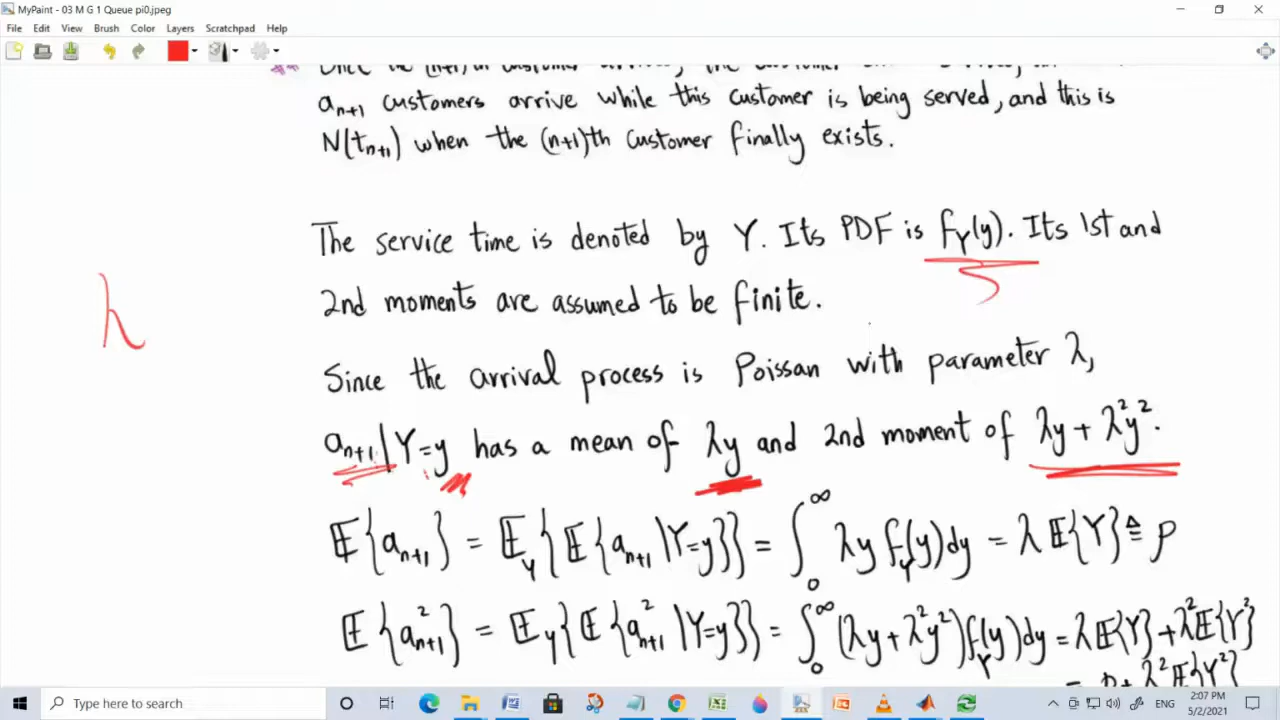 MyPaint - 03 M G 1 Queue pi0.jpeg
File Edit View Brush Color Layers Scratchpad Help
a_{n+1} customers arrive while this customer is being served, and this is
N(t_{n+1}) when the (n+1)th customer finally exists.
The service time is denoted by Y. Its PDF is f_Y(y). Its 1st and
2nd moments are assumed to be finite.
λ
Since the arrival process is Poissan with parameter λ,
a_{n+1}|Y=y has a mean of λy and 2nd moment of λy + λ²y².
𝔼{a_{n+1}} = 𝔼_Y{𝔼{a_{n+1}|Y=y}} = ∫₀^∞ λy f_Y(y)dy = λ𝔼{Y} ≜ ρ
𝔼{a²_{n+1}} = 𝔼_Y{𝔼{a²_{n+1}|Y=y}} = ∫₀^∞ (λy + λ²y²)f_Y(y)dy = λ𝔼{Y} + λ²𝔼{Y²}
= ρ + λ²𝔼{Y²}
Type here to search
ENG
2:07 PM
5/2/2021